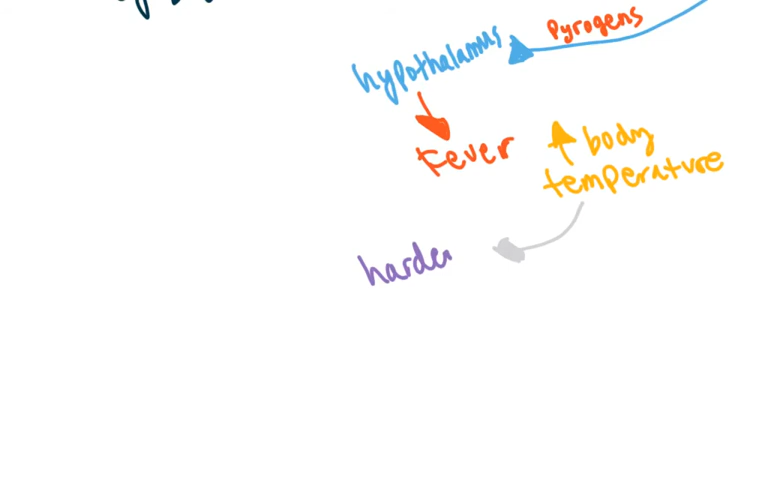 Pyrogens
hypothalamus
Fever
body
temperature
harder